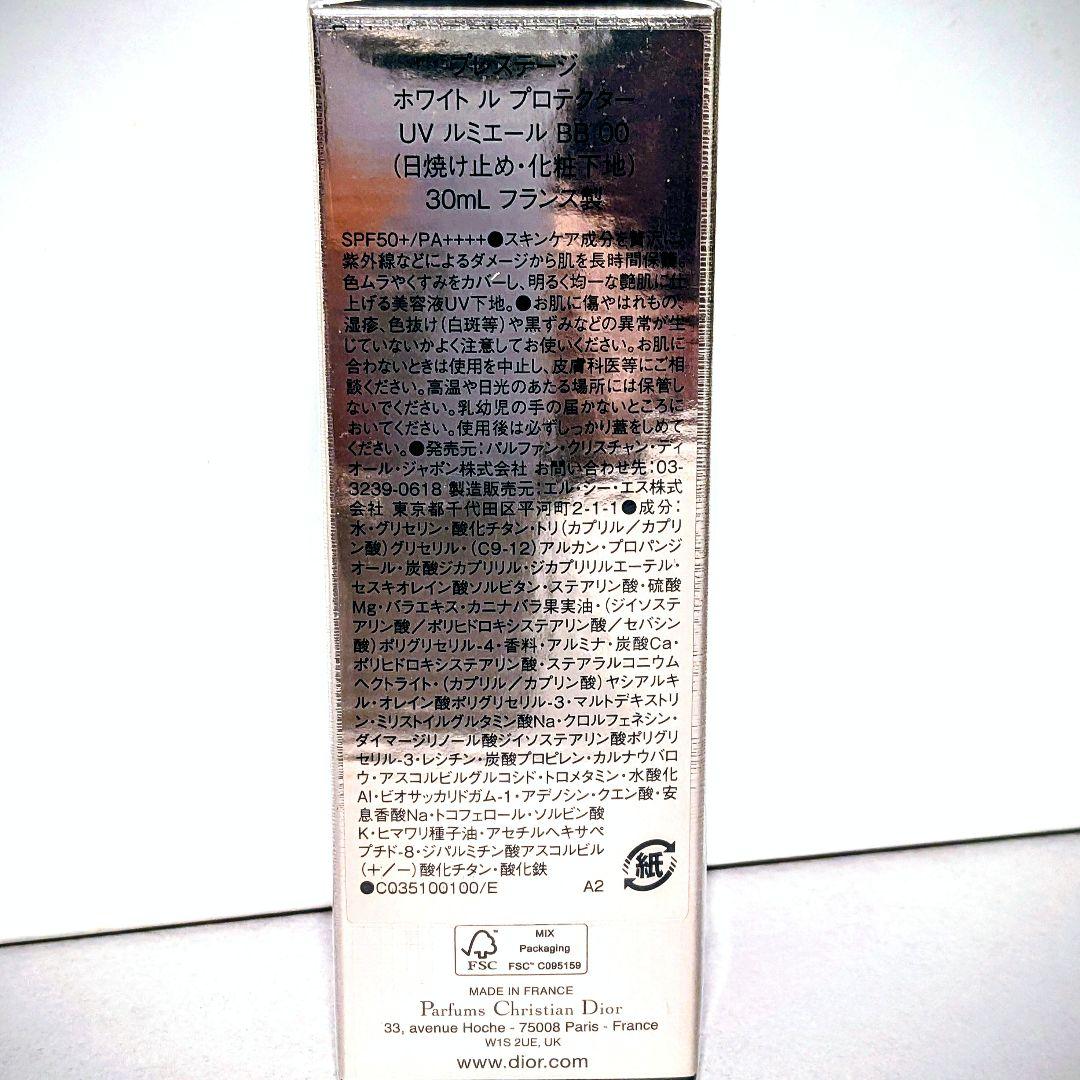 プレステージ
ホワイト ル プロテクター
UV ルミエール BB 00
（日焼け止め・化粧下地）
30mL フランス製
SPF50+/PA++++●スキンケア成分を贅沢に。
紫外線などによるダメージから肌を長時間保護。
色ムラやくすみをカバーし、明るく均一な艶肌に仕
上げる美容液UV下地。●お肌に傷やはれもの、
湿疹、色抜け（白斑等）や黒ずみなどの異常が生
じていないかよく注意してお使いください。お肌に
合わないときは使用を中止し、皮膚科医等にご相
談ください。高温や日光のあたる場所には保管し
ないでください。乳幼児の手の届かないところに
おいてください。使用後は必ずしっかり蓋をしめて
ください。●発売元：パルファン・クリスチャン・ディ
オール・ジャポン株式会社 お問い合わせ先：03-
3239-0618 製造販売元：エル・シー・エス株式
会社 東京都千代田区平河町2-1-1●成分：
水・グリセリン・酸化チタン・トリ（カプリル／カプリ
ン酸）グリセリル・（C9-12）アルカン・プロパンジ
オール・炭酸ジカプリリル・ジカプリリルエーテル・
セスキオレイン酸ソルビタン・ステアリン酸・硫酸
Mg・バラエキス・カニナバラ果実油・（ジイソステ
アリン酸／ポリヒドロキシステアリン酸／セバシン
酸）ポリグリセリル-4・香料・アルミナ・炭酸Ca・
ポリヒドロキシステアリン酸・ステアラルコニウム
ヘクトライト・（カプリル／カプリン酸）ヤシアルキ
ル・オレイン酸ポリグリセリル-3・マルトデキストリ
ン・ミリストイルグルタミン酸Na・クロルフェネシン・
ダイマージリノール酸ジイソステアリン酸ポリグリ
セリル-3・レシチン・炭酸プロピレン・カルナウバロ
ウ・アスコルビルグルコシド・トロメタミン・水酸化
Al・ビオサッカリドガム-1・アデノシン・クエン酸・安
息香酸Na・トコフェロール・ソルビン酸
K・ヒマワリ種子油・アセチルヘキサペ
プチド-8・ジパルミチン酸アスコルビル
（＋／－）酸化チタン・酸化鉄
●C035100100/E A2
紙
MIX
Packaging
FSC™ C095159
FSC™
MADE IN FRANCE
Parfums Christian Dior
33, avenue Hoche - 75008 Paris - France
W1S 2UE, UK
www.dior.com